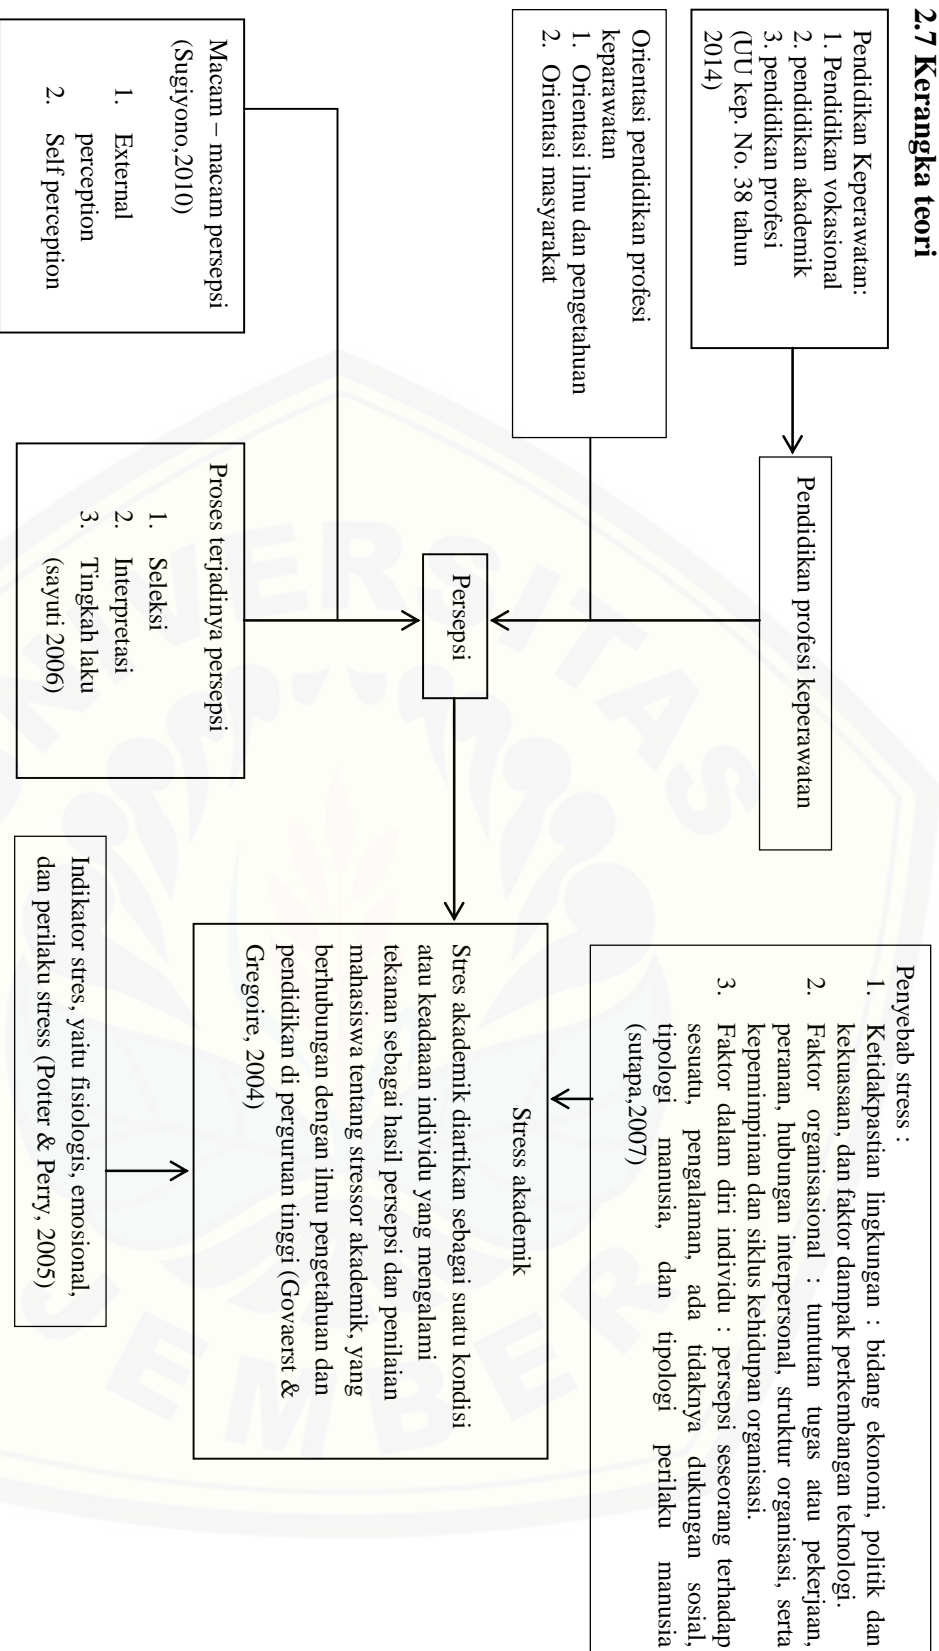 2.7 Kerangka teori
Pendidikan Keperawatan:
1. Pendidikan vokasional
2. pendidikan akademik
3. pendidikan profesi
(UU kep. No. 38 tahun
2014)
Pendidikan profesi keperawatan
Penyebab stress :
1. Ketidakpastian lingkungan : bidang ekonomi, politik dan
kekuasaan, dan faktor dampak perkembangan teknologi.
2. Faktor organisasional : tuntutan tugas atau pekerjaan,
peranan, hubungan interpersonal, struktur organisasi, serta
kepemimpinan dan siklus kehidupan organisasi.
3. Faktor dalam diri individu : persepsi seseorang terhadap
sesuatu, pengalaman, ada tidaknya dukungan sosial,
tipologi manusia, dan tipologi perilaku manusia
(sutapa,2007)
Orientasi pendidikan profesi
keparawatan
1. Orientasi ilmu dan pengetahuan
2. Orientasi masyarakat
Persepsi
Stress akademik
Stres akademik diartikan sebagai suatu kondisi
atau keadaaan individu yang mengalami
tekanan sebagai hasil persepsi dan penilaian
mahasiswa tentang stressor akademik, yang
berhubungan dengan ilmu pengetahuan dan
pendidikan di perguruan tinggi (Govaerst &
Gregoire, 2004)
Macam – macam persepsi
(Sugiyono,2010)
1. External
perception
2. Self perception
Proses terjadinya persepsi
1. Seleksi
2. Interpretasi
3. Tingkah laku
(sayuti 2006)
Indikator stres, yaitu fisiologis, emosional,
dan perilaku stress (Potter & Perry, 2005)
UNIVERSITAS
JEMBER